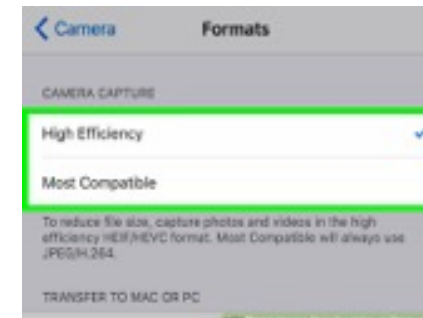 Camera
Formats
CAMERA CAPTURE
High Efficiency
Most Compatible
To reduce file size, capture photos and videos in the high
efficiency HEIF/HEVC format. Most Compatible will always use
JPEG/H.264.
TRANSFER TO MAC OR PC